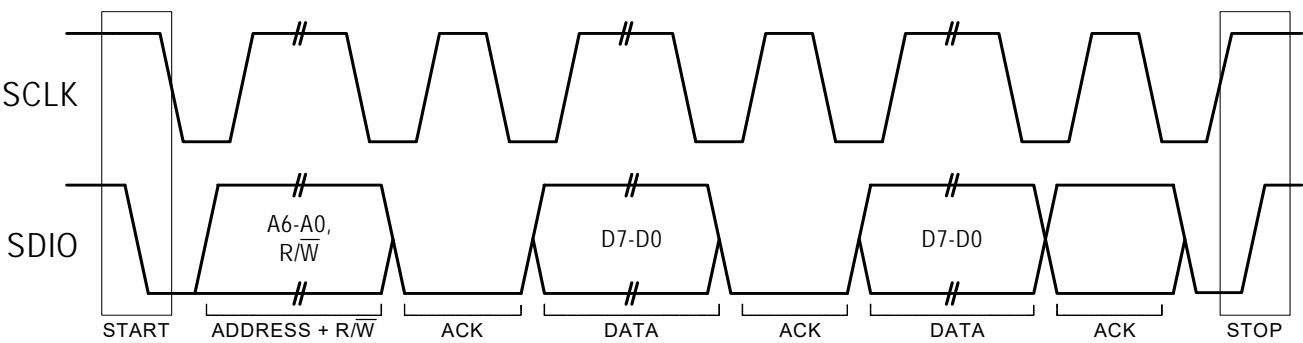 SCLK
SDIO
A6-A0,
R/W̅
D7-D0
D7-D0
START
ADDRESS + R/W̅
ACK
DATA
ACK
DATA
ACK
STOP